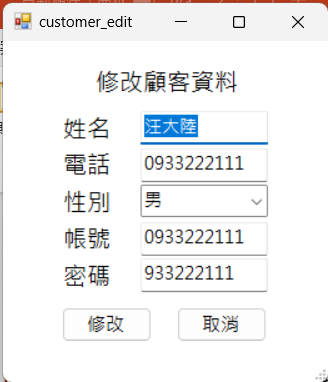 customer_edit
修改顧客資料
姓名 汪大陸
電話 0933222111
性別 男
帳號 0933222111
密碼 933222111
修改 取消